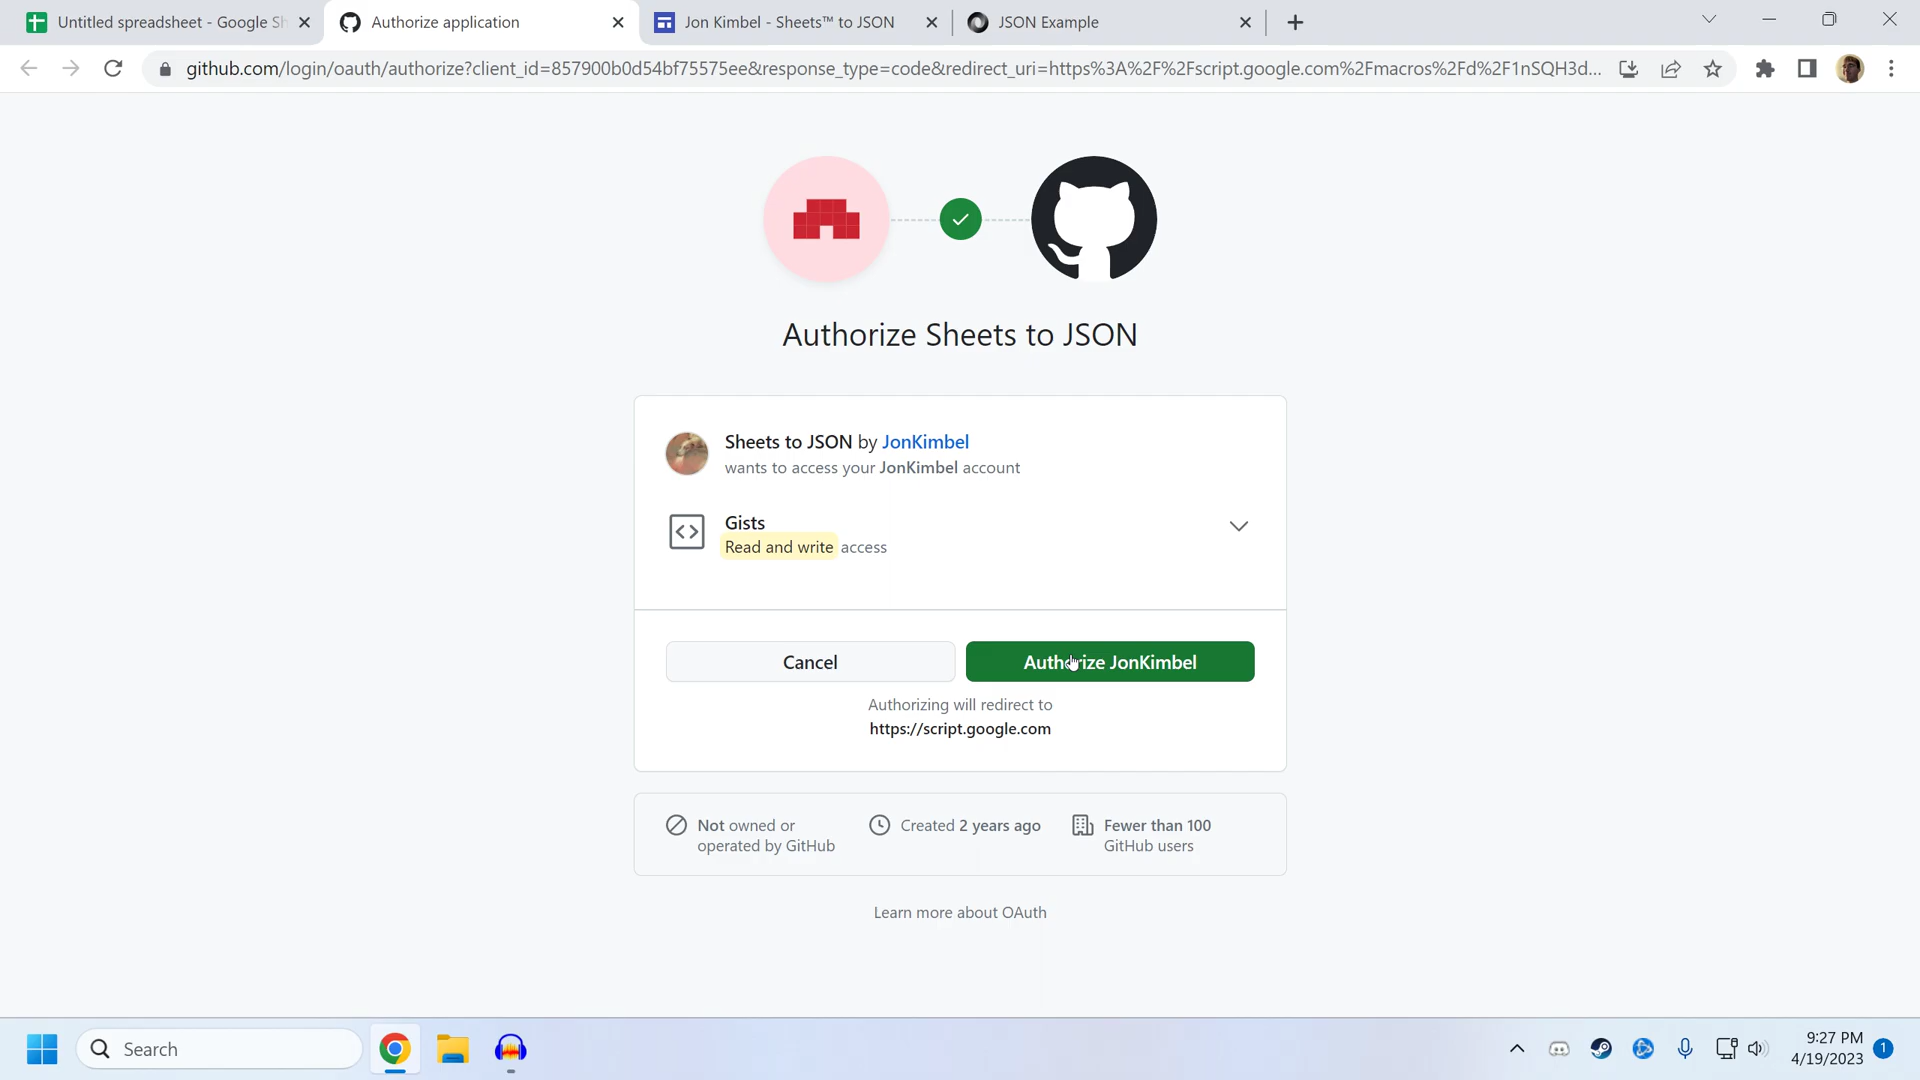 Untitled spreadsheet - Google Sh
Authorize application
Jon Kimbel - Sheets™ to JSON
JSON Example
github.com/login/oauth/authorize?client_id=857900b0d54bf75575ee&response_type=code&redirect_uri=https%3A%2F%2Fscript.google.com%2Fmacros%2Fd%2F1nSQH3d...
Authorize Sheets to JSON
Sheets to JSON by JonKimbel
wants to access your JonKimbel account
Gists
Read and write access
Cancel
Authorize JonKimbel
Authorizing will redirect to
https://script.google.com
Not owned or
operated by GitHub
Created 2 years ago
Fewer than 100
GitHub users
Learn more about OAuth
Search
9:27 PM
4/19/2023
1